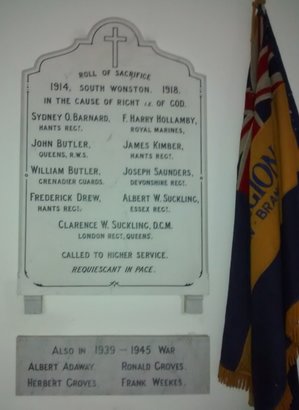 ROLL OF SACRIFICE
1914, SOUTH WONSTON. 1918.
IN THE CAUSE OF RIGHT I.E. OF GOD.
SYDNEY O. BARNARD, F. HARRY HOLLAMBY,
HANTS REGT. ROYAL MARINES,
JOHN BUTLER, JAMES KIMBER,
QUEENS, R.W.S. HANTS REGT.
WILLIAM BUTLER, JOSEPH SAUNDERS,
GRENADIER GUARDS. DEVONSHIRE REGT.
FREDERICK DREW, ALBERT W. SUCKLING,
HANTS REGT. ESSEX REGT.
CLARENCE W. SUCKLING, D.C.M.
LONDON REGT, QUEENS.
CALLED TO HIGHER SERVICE.
REQUIESCANT IN PACE.
ALSO IN 1939 – 1945 WAR
ALBERT ADAWAY. RONALD GROVES.
HERBERT GROVES. FRANK WEEKES.
GION
BRAN